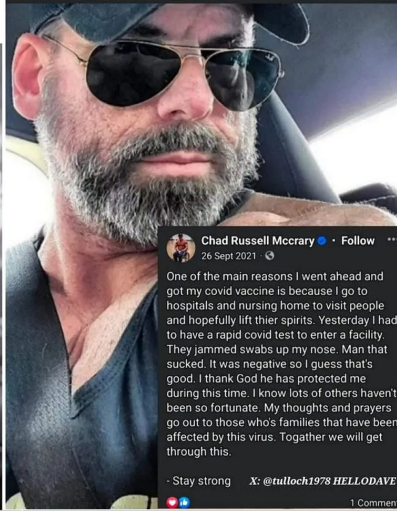 Chad Russell Mccrary • Follow ...
26 Sept 2021 ·
One of the main reasons I went ahead and
got my covid vaccine is because I go to
hospitals and nursing home to visit people
and hopefully lift thier spirits. Yesterday I had
to have a rapid covid test to enter a facility.
They jammed swabs up my nose. Man that
sucked. It was negative so I guess that's
good. I thank God he has protected me
during this time. I know lots of others haven't
been so fortunate. My thoughts and prayers
go out to those who's families that have been
affected by this virus. Togather we will get
through this.
- Stay strong X: @tulloch1978 HELLODAVE
1 Comment